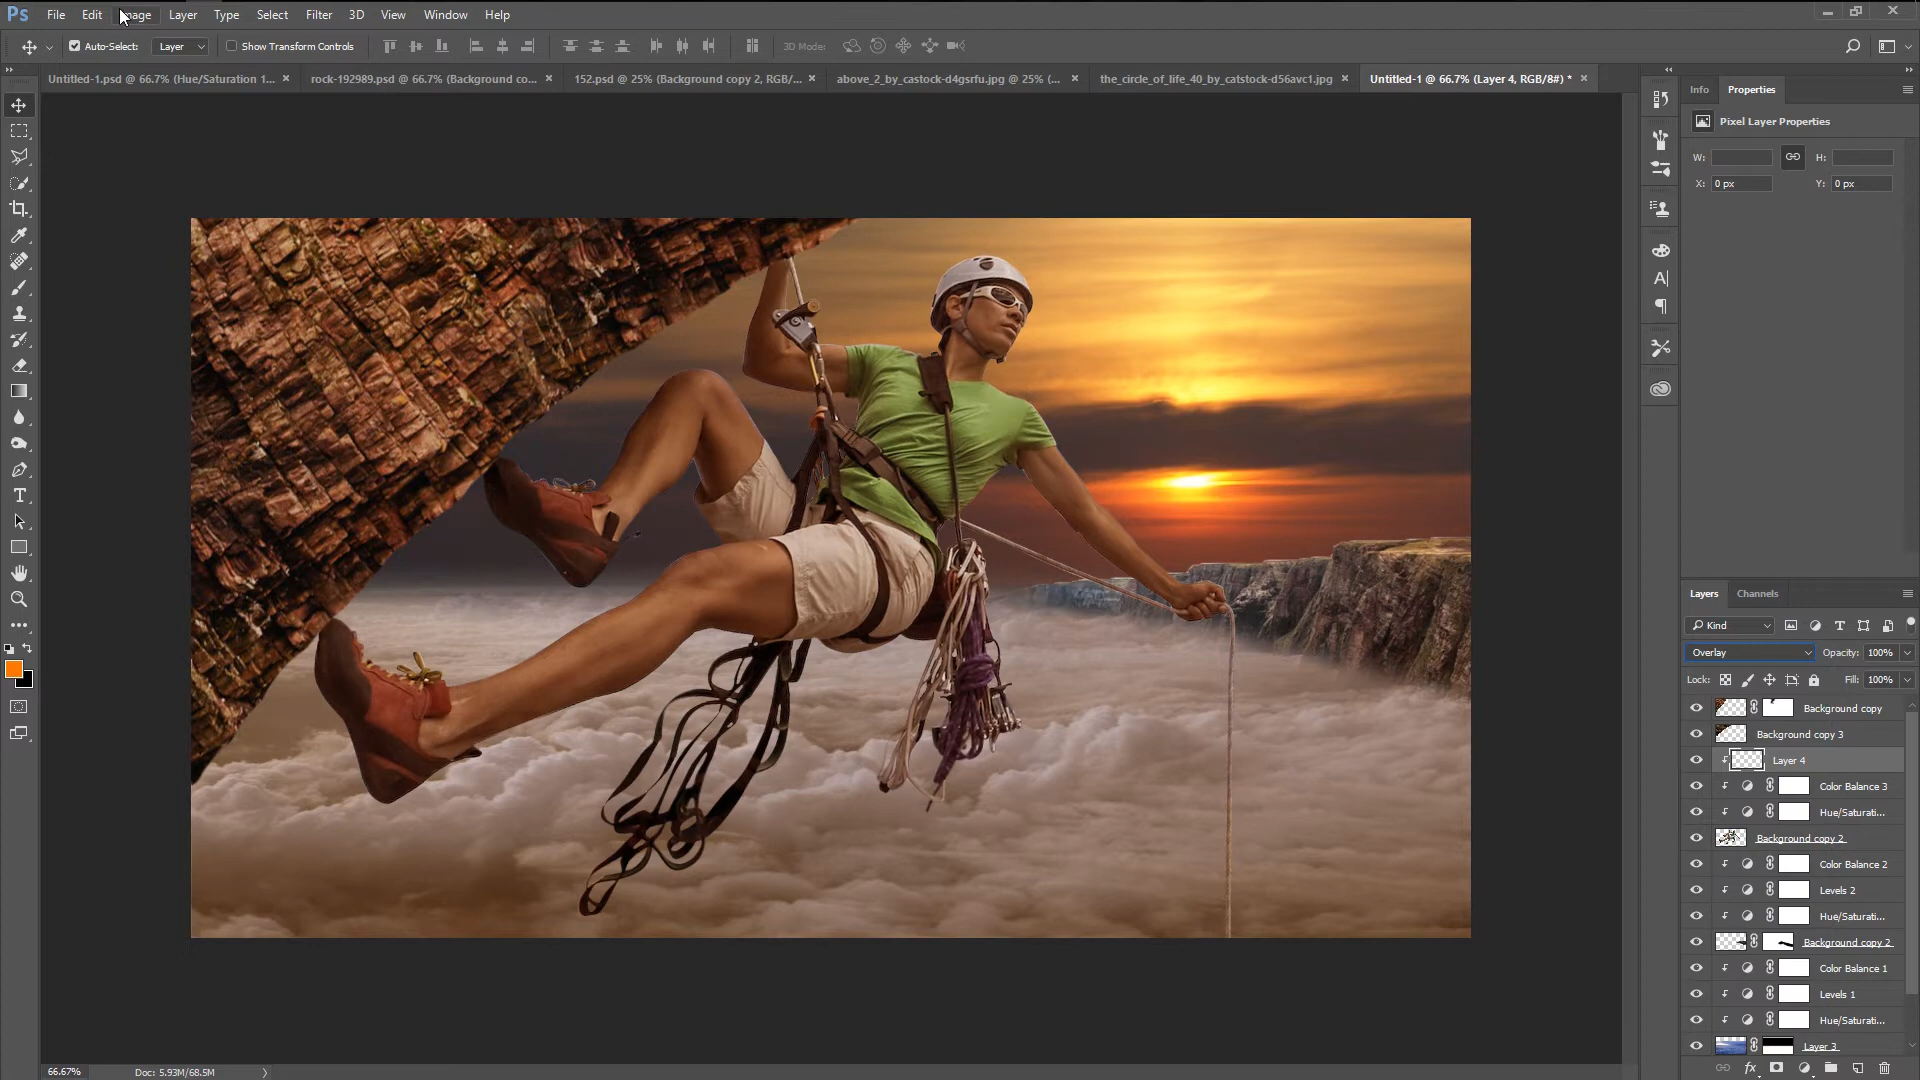 Ps File Edit Image Layer Type Select Filter 3D View Window Help
Auto-Select: Layer Show Transform Controls 3D Mode:
Untitled-1.psd @ 66.7% (Hue/Saturation 1... × rock-192989.psd @ 66.7% (Background co... × 152.psd @ 25% (Background copy 2, RGB/... × above_2_by_castock-d4gsrfu.jpg @ 25% (... × the_circle_of_life_40_by_catstock-d56avc1.jpg × Untitled-1 @ 66.7% (Layer 4, RGB/8#) * ×
Info Properties
Pixel Layer Properties
W: H:
X: 0 px Y: 0 px
Layers Channels
Kind
Overlay Opacity: 100%
Lock: Fill: 100%
Background copy
Background copy 3
Layer 4
Color Balance 3
Hue/Saturati...
Background copy 2
Color Balance 2
Levels 2
Hue/Saturati...
Background copy 2
Color Balance 1
Levels 1
Hue/Saturati...
Layer 3
66.67% Doc: 5.93M/68.5M